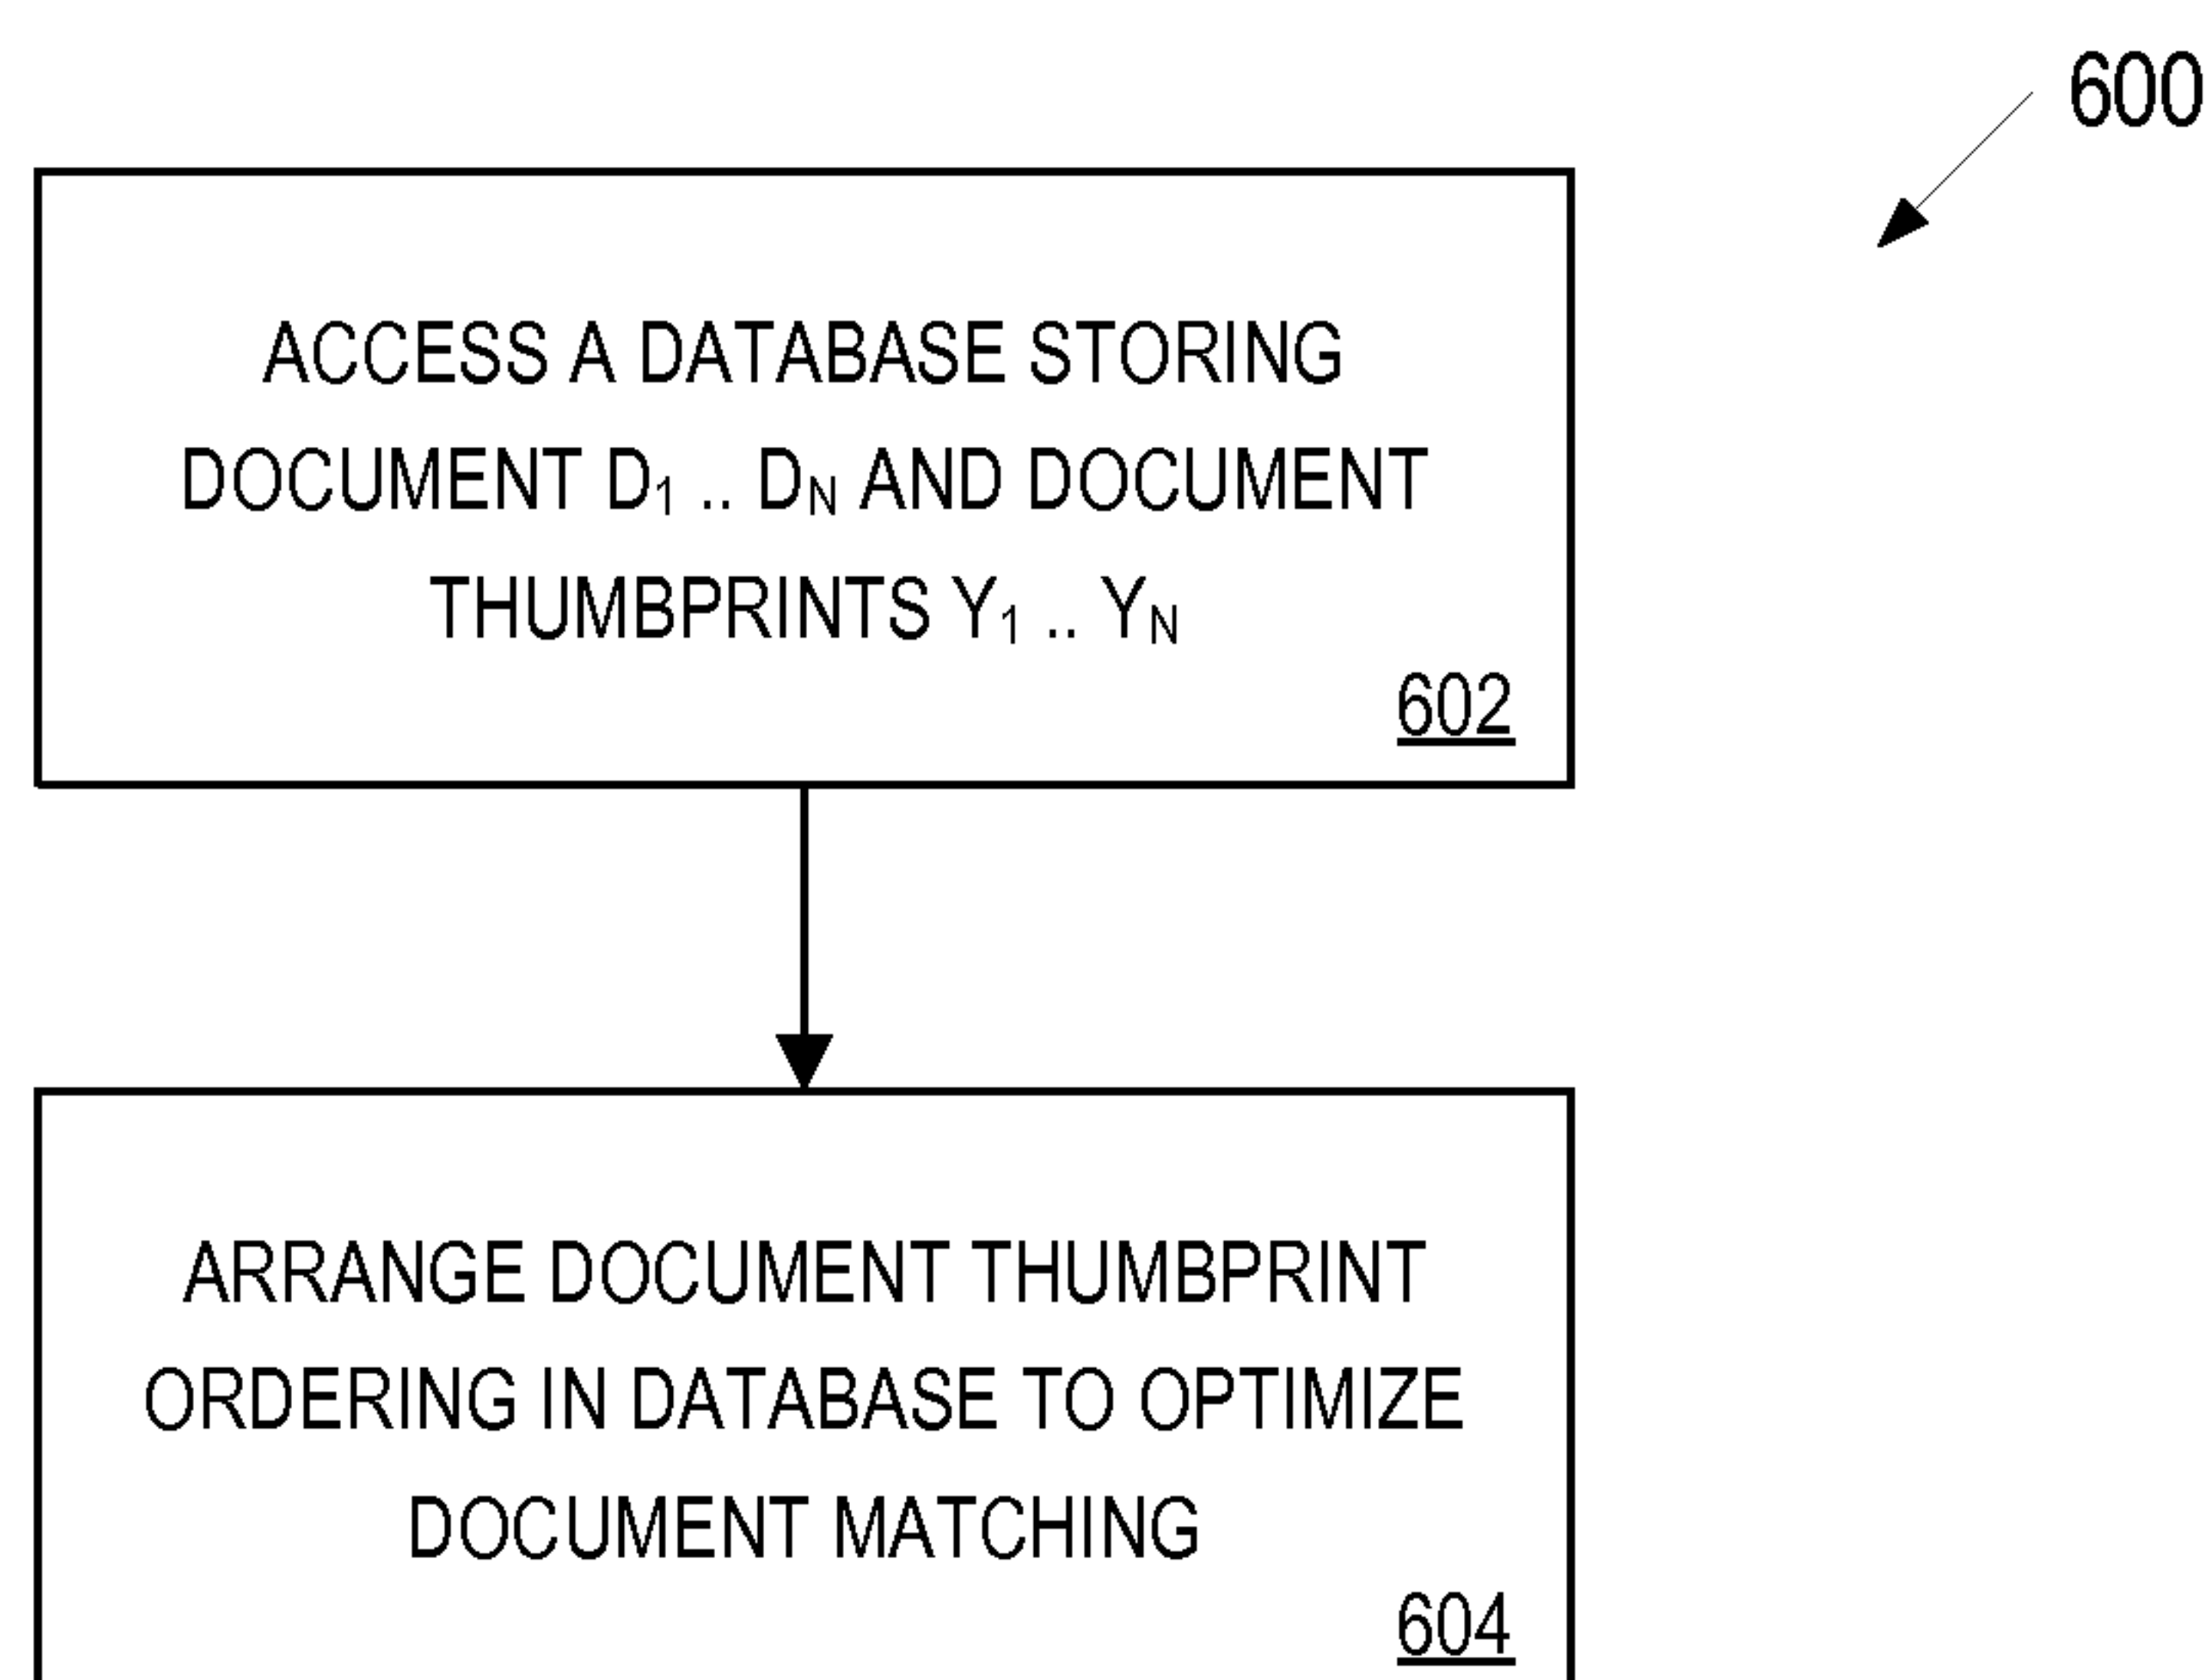 600
ACCESS A DATABASE STORING
DOCUMENT D₁ .. Dₙ AND DOCUMENT
THUMBPRINTS Y₁ .. Yₙ
602
ARRANGE DOCUMENT THUMBPRINT
ORDERING IN DATABASE TO OPTIMIZE
DOCUMENT MATCHING
604